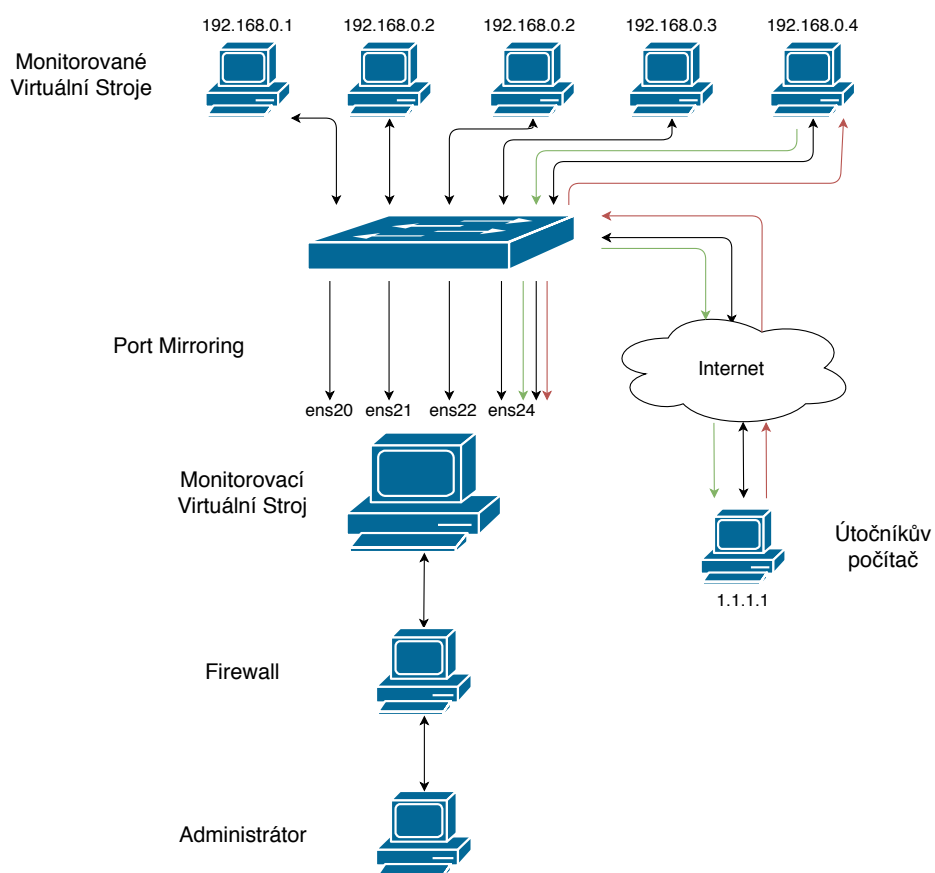 192.168.0.1
192.168.0.2
192.168.0.2
192.168.0.3
192.168.0.4
Monitorované
Virtuální Stroje
Port Mirroring
Internet
ens20
ens21
ens22
ens24
Monitorovací
Virtuální Stroj
Útočníkův
počítač
1.1.1.1
Firewall
Administrátor